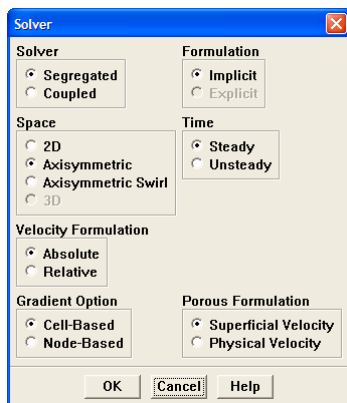 Solver
Solver
Segregated
Coupled
Formulation
Implicit
Explicit
Space
2D
Axisymmetric
Axisymmetric Swirl
3D
Time
Steady
Unsteady
Velocity Formulation
Absolute
Relative
Gradient Option
Cell-Based
Node-Based
Porous Formulation
Superficial Velocity
Physical Velocity
OK
Cancel
Help